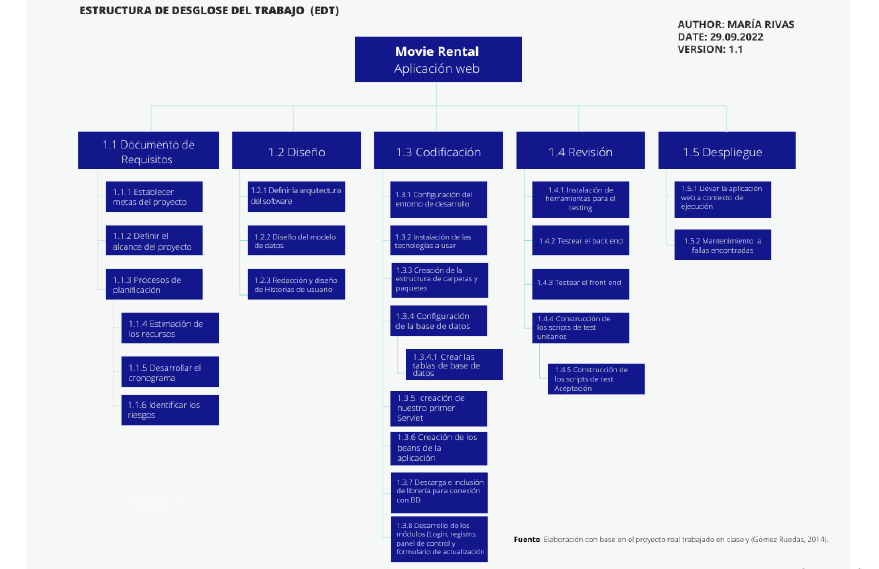 ESTRUCTURA DE DESGLOSE DEL TRABAJO (EDT)
AUTHOR: MARÍA RIVAS
DATE: 29.09.2022
VERSION: 1.1
Movie Rental
Aplicación web
1.1 Documento de
Requisitos
1.1.1 Establecer
metas del proyecto
1.1.2 Definir el
alcance del proyecto
1.1.3 Procesos de
planificación
1.1.4 Estimación de
los recursos
1.1.5 Desarrollar el
cronograma
1.1.6 Identificar los
riesgos
1.2 Diseño
1.2.1 Definir la arquitectura
del software
1.2.2 Diseño del modelo
de datos
1.2.3 Redacción y diseño
de Historias de usuario
1.3 Codificación
1.3.1 Configuración del
entorno de desarrollo
1.3.2 Instalación de las
tecnologías a usar
1.3.3 Creación de la
estructura de carpetas y
paquetes
1.3.4 Configuración
de la base de datos
1.3.4.1 Crear las
tablas de base de
datos
1.3.5 creación de
nuestro primer
Servlet
1.3.6 Creación de los
beans de la
aplicación
1.3.7 Descarga e inclusión
de librería para conexión
con BD
1.3.8 Desarrollo de los
módulos (Login, registro,
panel de control y
formulario de actualización
1.4 Revisión
1.4.1 Instalación de
herramientas para el
testing
1.4.2 Testear el back end
1.4.3 Testear el front end
1.4.4 Construcción de
los scripts de test
unitarios
1.4.5 Construcción de
los scripts de test
Aceptación
1.5 Despliegue
1.5.1 Llevar la aplicación
web a contexto de
ejecución
1.5.2 Mantenimiento a
fallas encontradas
Fuente: Elaboración con base en el proyecto real trabajado en clase y (Gómez Ruedas, 2014).